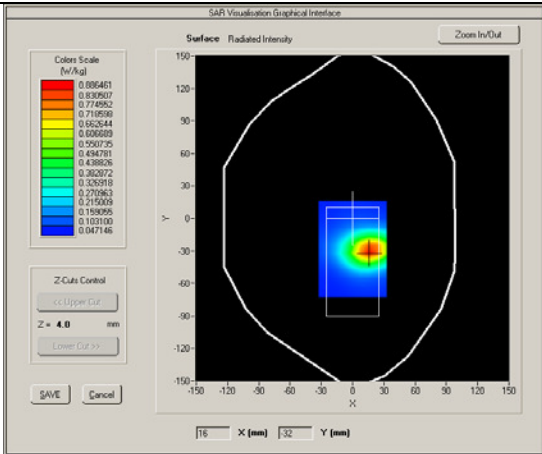 SAR Visualisation Graphical Interface
Surface Radiated Intensity
Zoom In/Out
Colors Scale
(W/kg)
0.886461
0.830507
0.774552
0.718598
0.662644
0.606689
0.550735
0.494781
0.438826
0.382872
0.326918
0.270963
0.215009
0.159055
0.103100
0.047146
Z-Cuts Control
<< Upper Cut
Z = 4.0 mm
Lower Cut >>
SAVE Cancel
150
120
90
60
30
0
-30
-60
-90
-120
-150
Y
-150 -120 -90 -60 -30 0 30 60 90 120 150
X
16 X (mm) -32 Y (mm)